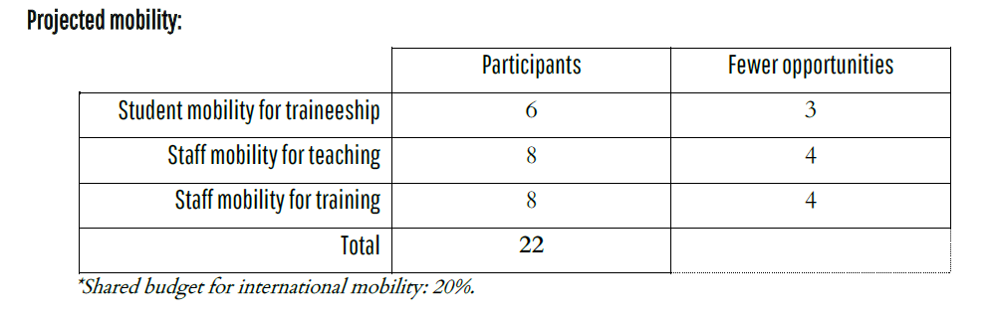 Projected mobility:
Participants Fewer opportunities
Student mobility for traineeship 6 3
Staff mobility for teaching 8 4
Staff mobility for training 8 4
Total 22
*Shared budget for international mobility: 20%.